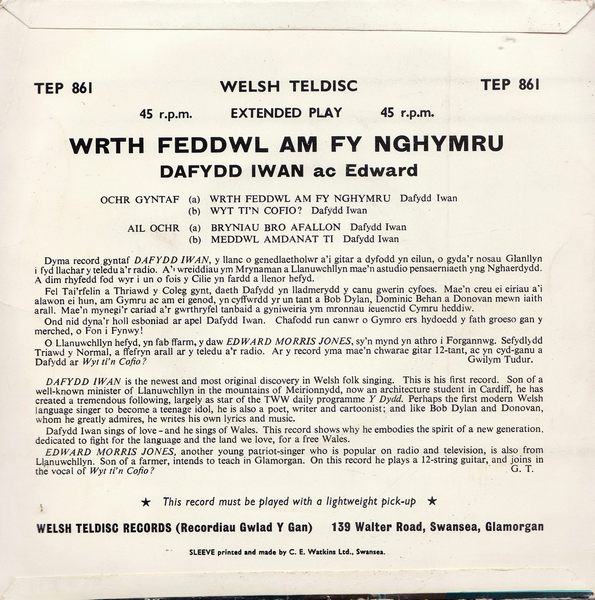 TEP 861 WELSH TELDISC TEP 861
45 r.p.m. EXTENDED PLAY 45 r.p.m.
WRTH FEDDWL AM FY NGHYMRU
DAFYDD IWAN ac Edward
OCHR GYNTAF (a) WRTH FEDDWL AM FY NGHYMRU Dafydd Iwan
(b) WYT TI'N COFIO? Dafydd Iwan
AIL OCHR (a) BRYNIAU BRO AFALLON Dafydd Iwan
(b) MEDDWL AMDANAT TI Dafydd Iwan
Dyma record gyntaf DAFYDD IWAN, y llanc o genedlaetholwr a'i gitar a dyfodd yn eilun, o gyda'r nosau Glanllyn
i fyd llachar y teledu a'r radio. A'i wreiddiau ym Mrynaman a Llanuwchllyn mae'n astudio pensaernïaeth yng Nghaerdydd.
A dim rhyfedd fod wyr i un o fois y Cilie yn fardd a llenor hefyd.
Fel Tai'rfelin a Thriawd y Coleg gynt, daeth Dafydd yn lladmerydd y canu gwerin cyfoes. Mae'n creu ei eiriau a'i
alawon ei hun, am Gymru ac am ei genod, yn cyffwrdd yr un tant a Bob Dylan, Dominic Behan a Donovan mewn iaith
arall. Mae'n mynegi'r cariad a'r gwrthryfel tanbaid a gyniweiria ym mronnau ieuenctid Cymru heddiw.
Ond nid dyna'r holl esboniad ar apel Dafydd Iwan. Chafodd run canwr o Gymro ers hydoedd y fath groeso gan y
merched, o Fon i Fynwy!
O Llanuwchllyn hefyd, yn fab ffarm, y daw EDWARD MORRIS JONES, sy'n mynd yn athro i Forgannwg. Sefydlydd
Triawd y Normal, a ffefryn arall ar y teledu a'r radio. Ar y record yma mae'n chwarae gitar 12-tant, ac yn cyd-ganu a
Dafydd ar Wyt ti'n Cofio? Gwilym Tudur.
DAFYDD IWAN is the newest and most original discovery in Welsh folk singing. This is his first record. Son of a
well-known minister of Llanuwchllyn in the mountains of Meirionnydd, now an architecture student in Cardiff, he has
created a tremendous following, largely as star of the TWW daily programme Y Dydd. Perhaps the first modern Welsh
language singer to become a teenage idol, he is also a poet, writer and cartoonist; and like Bob Dylan and Donovan,
whom he greatly admires, he writes his own lyrics and music.
Dafydd Iwan sings of love - and he sings of Wales. This record shows why he embodies the spirit of a new generation,
dedicated to fight for the language and the land we love, for a free Wales.
EDWARD MORRIS JONES, another young patriot-singer who is popular on radio and television, is also from
Llanuwchllyn. Son of a farmer, intends to teach in Glamorgan. On this record he plays a 12-string guitar, and joins in
the vocal of Wyt ti'n Cofio? G. T.
★ This record must be played with a lightweight pick-up ★
WELSH TELDISC RECORDS (Recordiau Gwlad Y Gan) 139 Walter Road, Swansea, Glamorgan
SLEEVE printed and made by C. E. Watkins Ltd., Swansea.